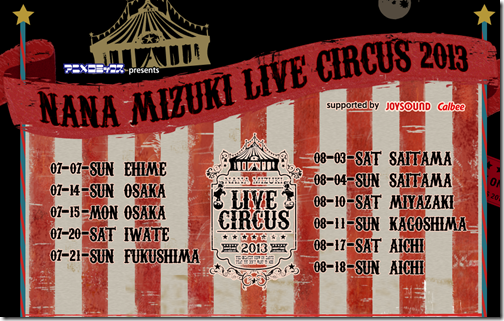 アニメロミックス presents
NANA MIZUKI LIVE CIRCUS 2013
supported by JOYSOUND Calbee
07-07-SUN EHIME
07-14-SUN OSAKA
07-15-MON OSAKA
07-20-SAT IWATE
07-21-SUN FUKUSHIMA
NANA MIZUKI
LIVE
CIRCUS
2013
08-03-SAT SAITAMA
08-04-SUN SAITAMA
08-10-SAT MIYAZAKI
08-11-SUN KAGOSHIMA
08-17-SAT AICHI
08-18-SUN AICHI